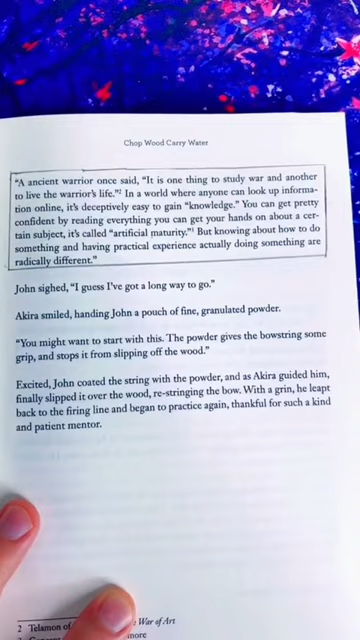 Chop Wood Carry Water
"A ancient warrior once said, "It is one thing to study war and another
to live the warrior's life."² In a world where anyone can look up informa-
tion online, it's deceptively easy to gain "knowledge." You can get pretty
confident by reading everything you can get your hands on about a cer-
tain subject, it's called "artificial maturity."³ But knowing about how to do
something and having practical experience actually doing something are
radically different."
John sighed, "I guess I've got a long way to go."
Akira smiled, handing John a pouch of fine, granulated powder.
"You might want to start with this. The powder gives the bowstring some
grip, and stops it from slipping off the wood."
Excited, John coated the string with the powder, and as Akira guided him,
finally slipped it over the wood, re-stringing the bow. With a grin, he leapt
back to the firing line and began to practice again, thankful for such a kind
and patient mentor.
2 Telamon of War of Art
more